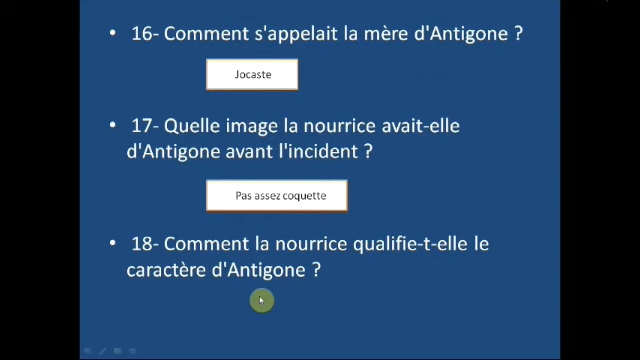 • 16- Comment s'appelait la mère d'Antigone ?
Jocaste
• 17- Quelle image la nourrice avait-elle
d'Antigone avant l'incident ?
Pas assez coquette
• 18- Comment la nourrice qualifie-t-elle le
caractère d'Antigone ?